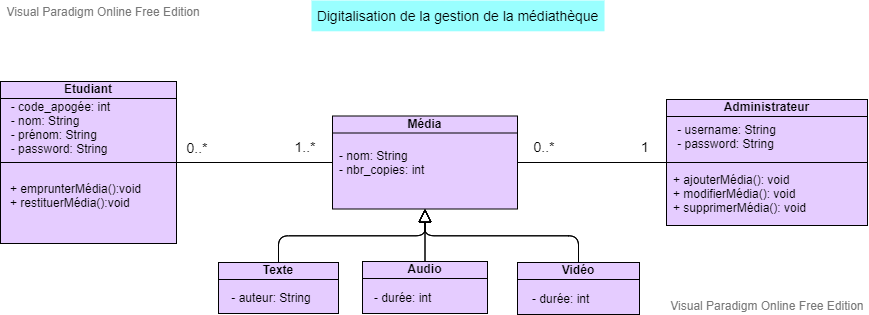 Visual Paradigm Online Free Edition
Digitalisation de la gestion de la médiathèque
Etudiant
- code_apogée: int
- nom: String
- prénom: String
- password: String
+ emprunterMédia():void
+ restituerMédia():void
0..*
1..*
Média
- nom: String
- nbr_copies: int
0..*
1
Administrateur
- username: String
- password: String
+ ajouterMédia(): void
+ modifierMédia(): void
+ supprimerMédia(): void
Texte
- auteur: String
Audio
- durée: int
Vidéo
- durée: int
Visual Paradigm Online Free Edition